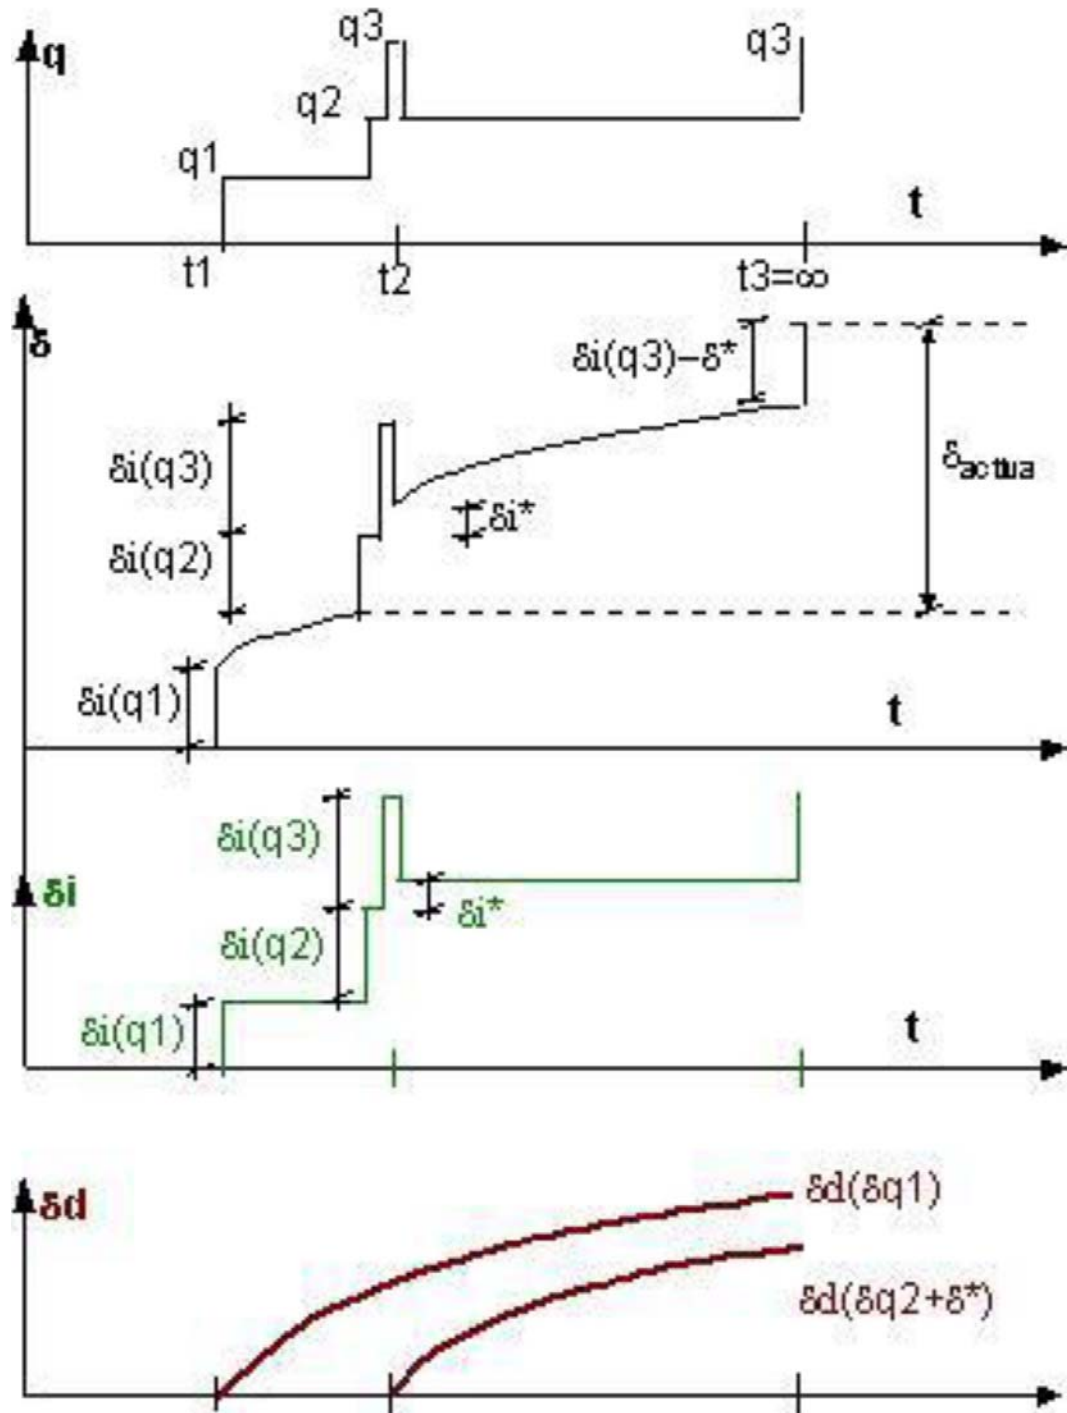 q
q3
q3
q2
q1
t
t1
t2
t3=∞
δ
δi(q3)−δ*
δi(q3)
δactua
δi*
δi(q2)
δi(q1)
t
δi(q3)
δi
δi*
δi(q2)
δi(q1)
t
δd
δd(δq1)
δd(δq2+δ*)